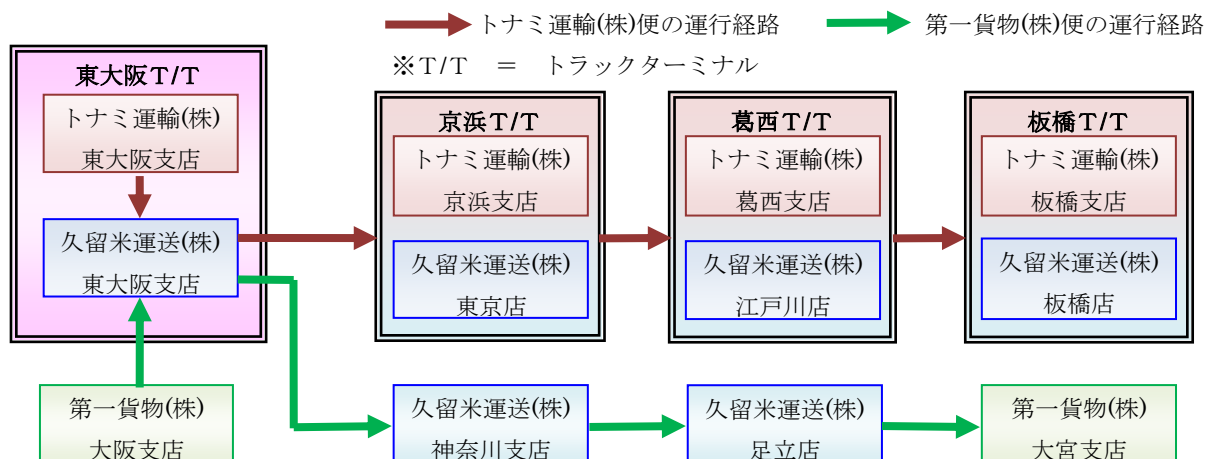 トナミ運輸(株)便の運行経路
第一貨物(株)便の運行経路
※T/T = トラックターミナル
東大阪T/T
トナミ運輸(株)
東大阪支店
久留米運送(株)
東大阪支店
京浜T/T
トナミ運輸(株)
京浜支店
久留米運送(株)
東京店
葛西T/T
トナミ運輸(株)
葛西支店
久留米運送(株)
江戸川店
板橋T/T
トナミ運輸(株)
板橋支店
久留米運送(株)
板橋店
第一貨物(株)
大阪支店
久留米運送(株)
神奈川支店
久留米運送(株)
足立店
第一貨物(株)
大宮支店